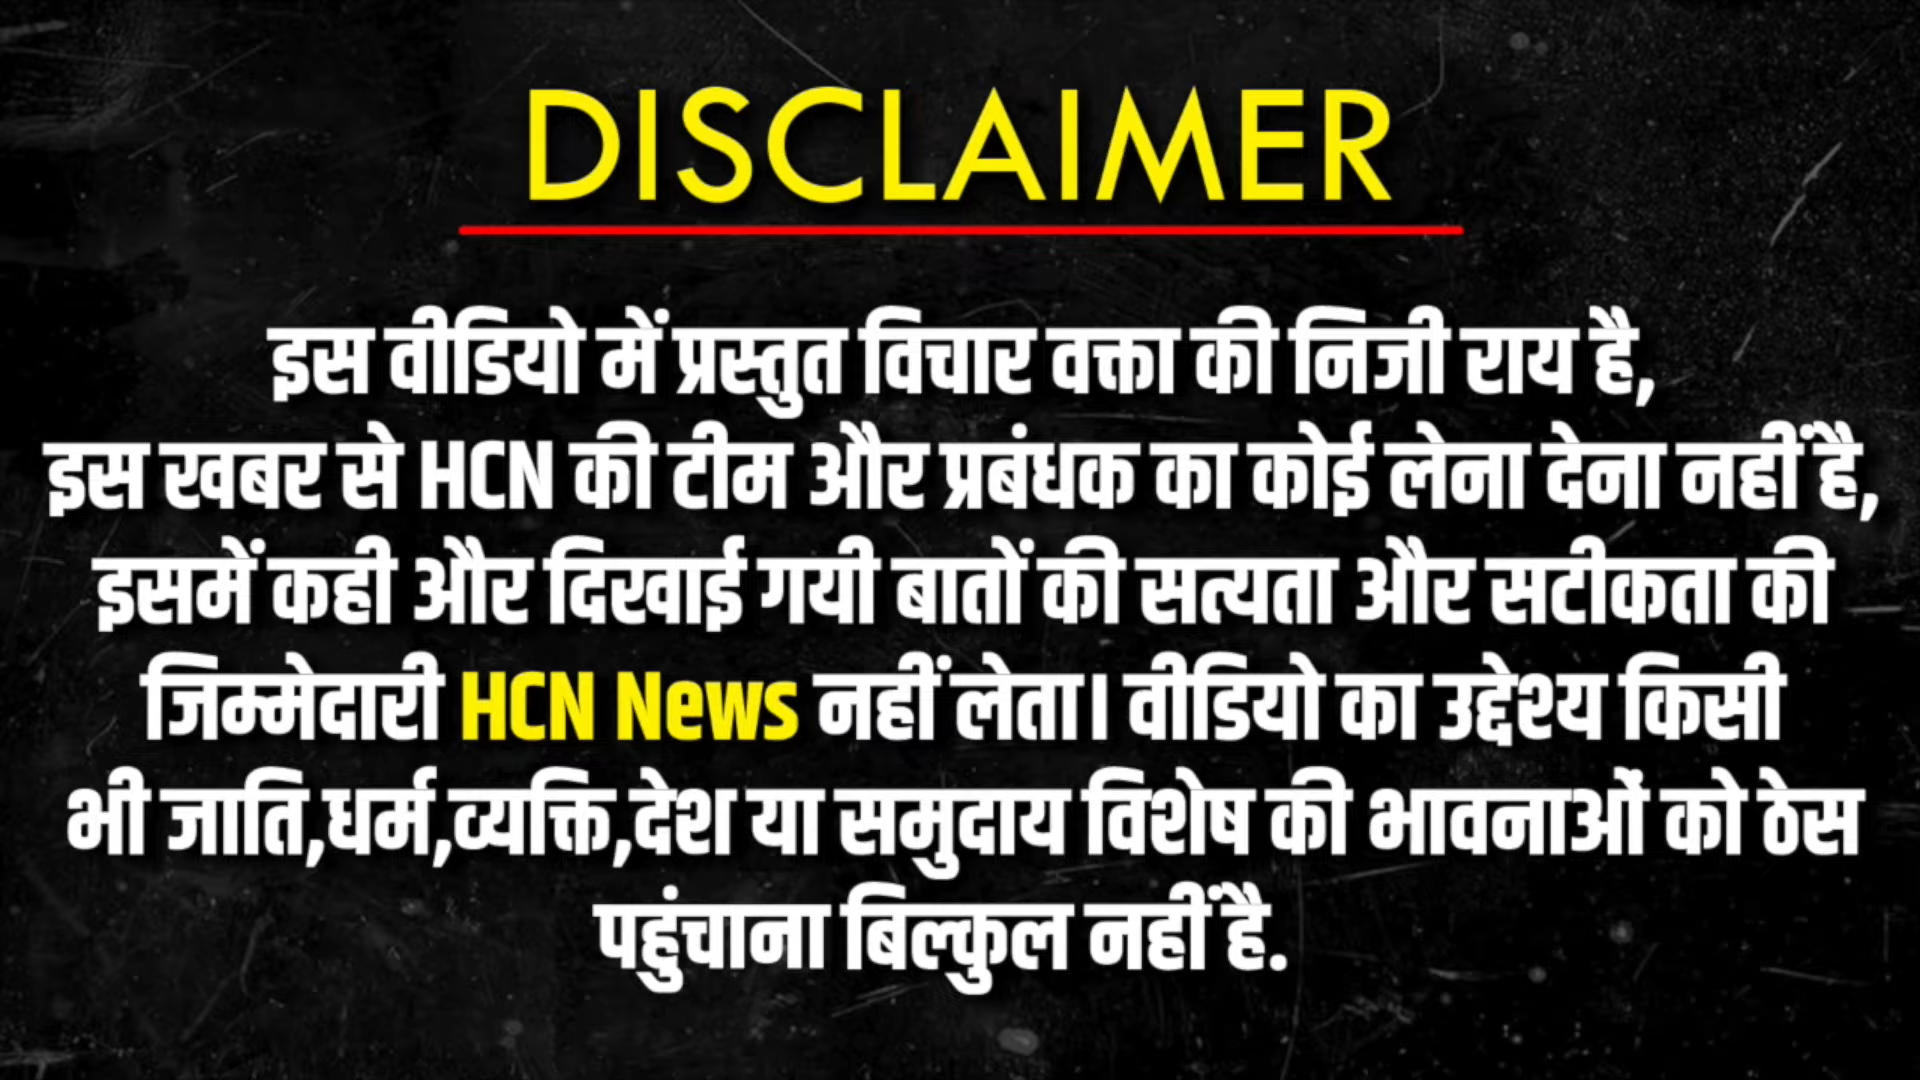 DISCLAIMER
इस वीडियो में प्रस्तुत विचार वक्ता की निजी राय है,
इस खबर से HCN की टीम और प्रबंधक का कोई लेना देना नहीं है,
इसमें कही और दिखाई गयी बातों की सत्यता और सटीकता की
जिम्मेदारी HCN News नहीं लेता। वीडियो का उद्देश्य किसी
भी जाति,धर्म,व्यक्ति,देश या समुदाय विशेष की भावनाओं को ठेस
पहुंचाना बिल्कुल नहीं है.